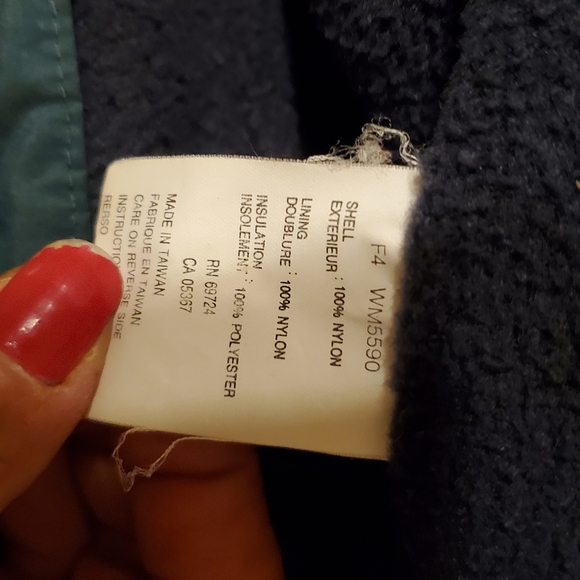 F4 WM5590
SHELL
EXTERIEUR : 100% NYLON
LINING
DOUBLURE : 100% NYLON
INSULATION
INSOLEMENT : 100% POLYESTER
RN 69724
CA 05367
MADE IN TAIWAN
FABRIQUE EN TAIWAN
CARE ON REVERSE SIDE
INSTRUCTIO